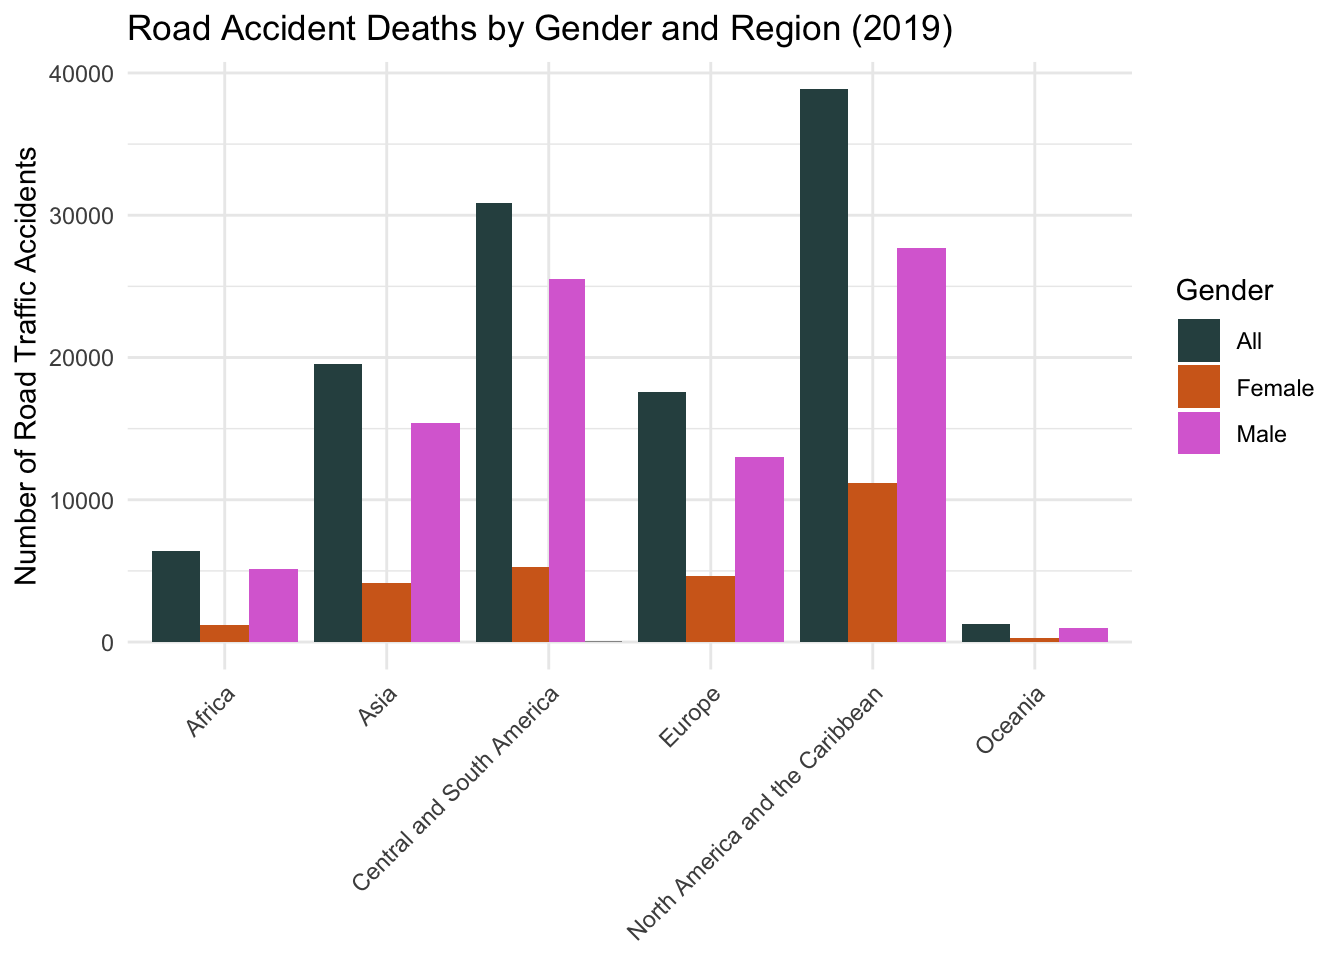 Road Accident Deaths by Gender and Region (2019)
Number of Road Traffic Accidents
40000
30000
20000
10000
0
Africa
Asia
Central and South America
Europe
North America and the Caribbean
Oceania
Gender
All
Female
Male